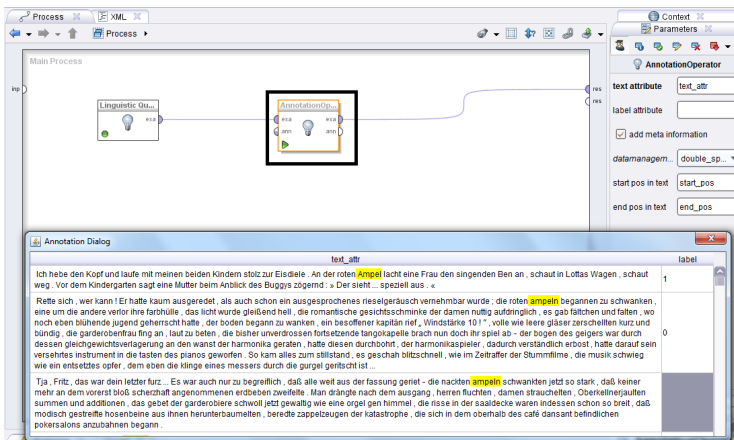 Process
XML
Context
Process
Parameters
Main Process
AnnotationOperator
inp
res
res
Linguistic Qu...
exa
AnnotationOp...
exa
exa
ann
ann
text attribute
text_attr
label attribute
add meta information
datamanagem...
double_sp...
start pos in text
start_pos
end pos in text
end_pos
Annotation Dialog
text_attr
label
Ich hebe den Kopf und laufe mit meinen beiden Kindern stolz zur Eisdiele . An der roten Ampel lacht eine Frau den singenden Ben an , schaut in Lottas Wagen , schaut
weg . Vor dem Kindergarten sagt eine Mutter beim Anblick des Buggys zögernd : » Der sieht ... speziell aus . «
1
Rette sich , wer kann ! Er hatte kaum ausgeredet , als auch schon ein ausgesprochenes rieselgeräusch vernehmbar wurde ; die roten ampeln begannen zu schwanken ,
eine um die andere verlor ihre farbhülle , das licht wurde gleißend hell , die romantische gesichtsschminke der damen nuttig aufdringlich , es gab fältchen und falten , wo
noch eben blühende jugend geherrscht hatte , der boden begann zu wanken , ein besoffener kapitän rief „ Windstärke 10 ! " , volle wie leere gläser zerschellten kurz und
bündig , die garderobenfrau fing an , laut zu beten , die bisher unverdrossen fortsetzende tangokapelle brach nun doch ihr spiel ab – der bogen des geigers war durch
dessen gleichgewichtsverlagerung an den wanst der harmonika geraten , hatte diesen durchbohrt , der harmonikaspieler , dadurch verständlich erbost , hatte darauf sein
versehrtes instrument in die tasten des pianos geworfen . So kam alles zum stillstand , es geschah blitzschnell , wie im Zeitraffer der Stummfilme , die musik schwieg
wie ein entsetztes opfer , dem eben die klinge eines messers durch die gurgel geritscht ist ...
0
Tja , Fritz , das war dein letzter furz ... Es war auch nur zu begreiflich , daß alle weit aus der fassung geriet – die nackten ampeln schwankten jetzt so stark , daß keiner
mehr an dem vorerst bloß scherzhaft angenommenen erdbeben zweifelte . Man drängte nach dem ausgang , herren fluchten , damen strauchelten , Oberkellnerjaulten
summen und additionen , das gebet der garderobiere schwoll jetzt gewaltig wie eine orgel gen himmel , die risse in der saaldecke waren indessen schon so breit , daß
modisch gestreifte hosenbeine aus ihnen herunterbaumelten , beredte zappelzeugen der katastrophe , die sich in dem oberhalb des café dansant befindlichen
pokersalons anzubahnen begann .